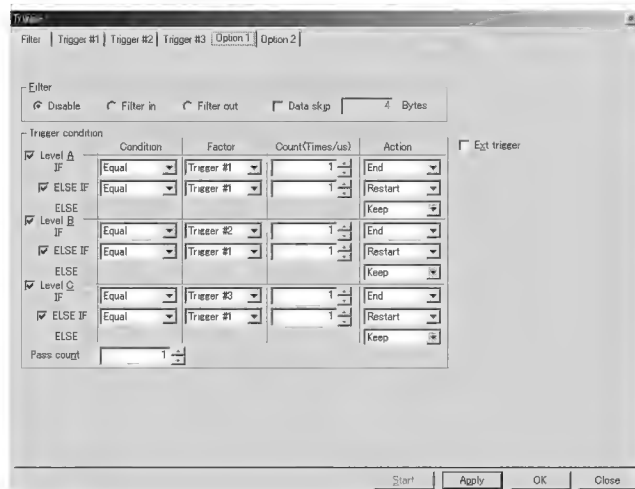 Filter Trigger #1 Trigger #2 Trigger #3 Option 1 Option 2
Filter
Disable Filter in Filter out Data skip 4 Bytes
Trigger condition
Condition Factor Count(Times/us) Action Ext trigger
Level A
IF Equal Trigger #1 1 End
ELSE IF Equal Trigger #1 1 Restart
ELSE Keep
Level B
IF Equal Trigger #2 1 End
ELSE IF Equal Trigger #1 1 Restart
ELSE Keep
Level C
IF Equal Trigger #3 1 End
ELSE IF Equal Trigger #1 1 Restart
ELSE Keep
Pass count 1
Start Apply OK Close